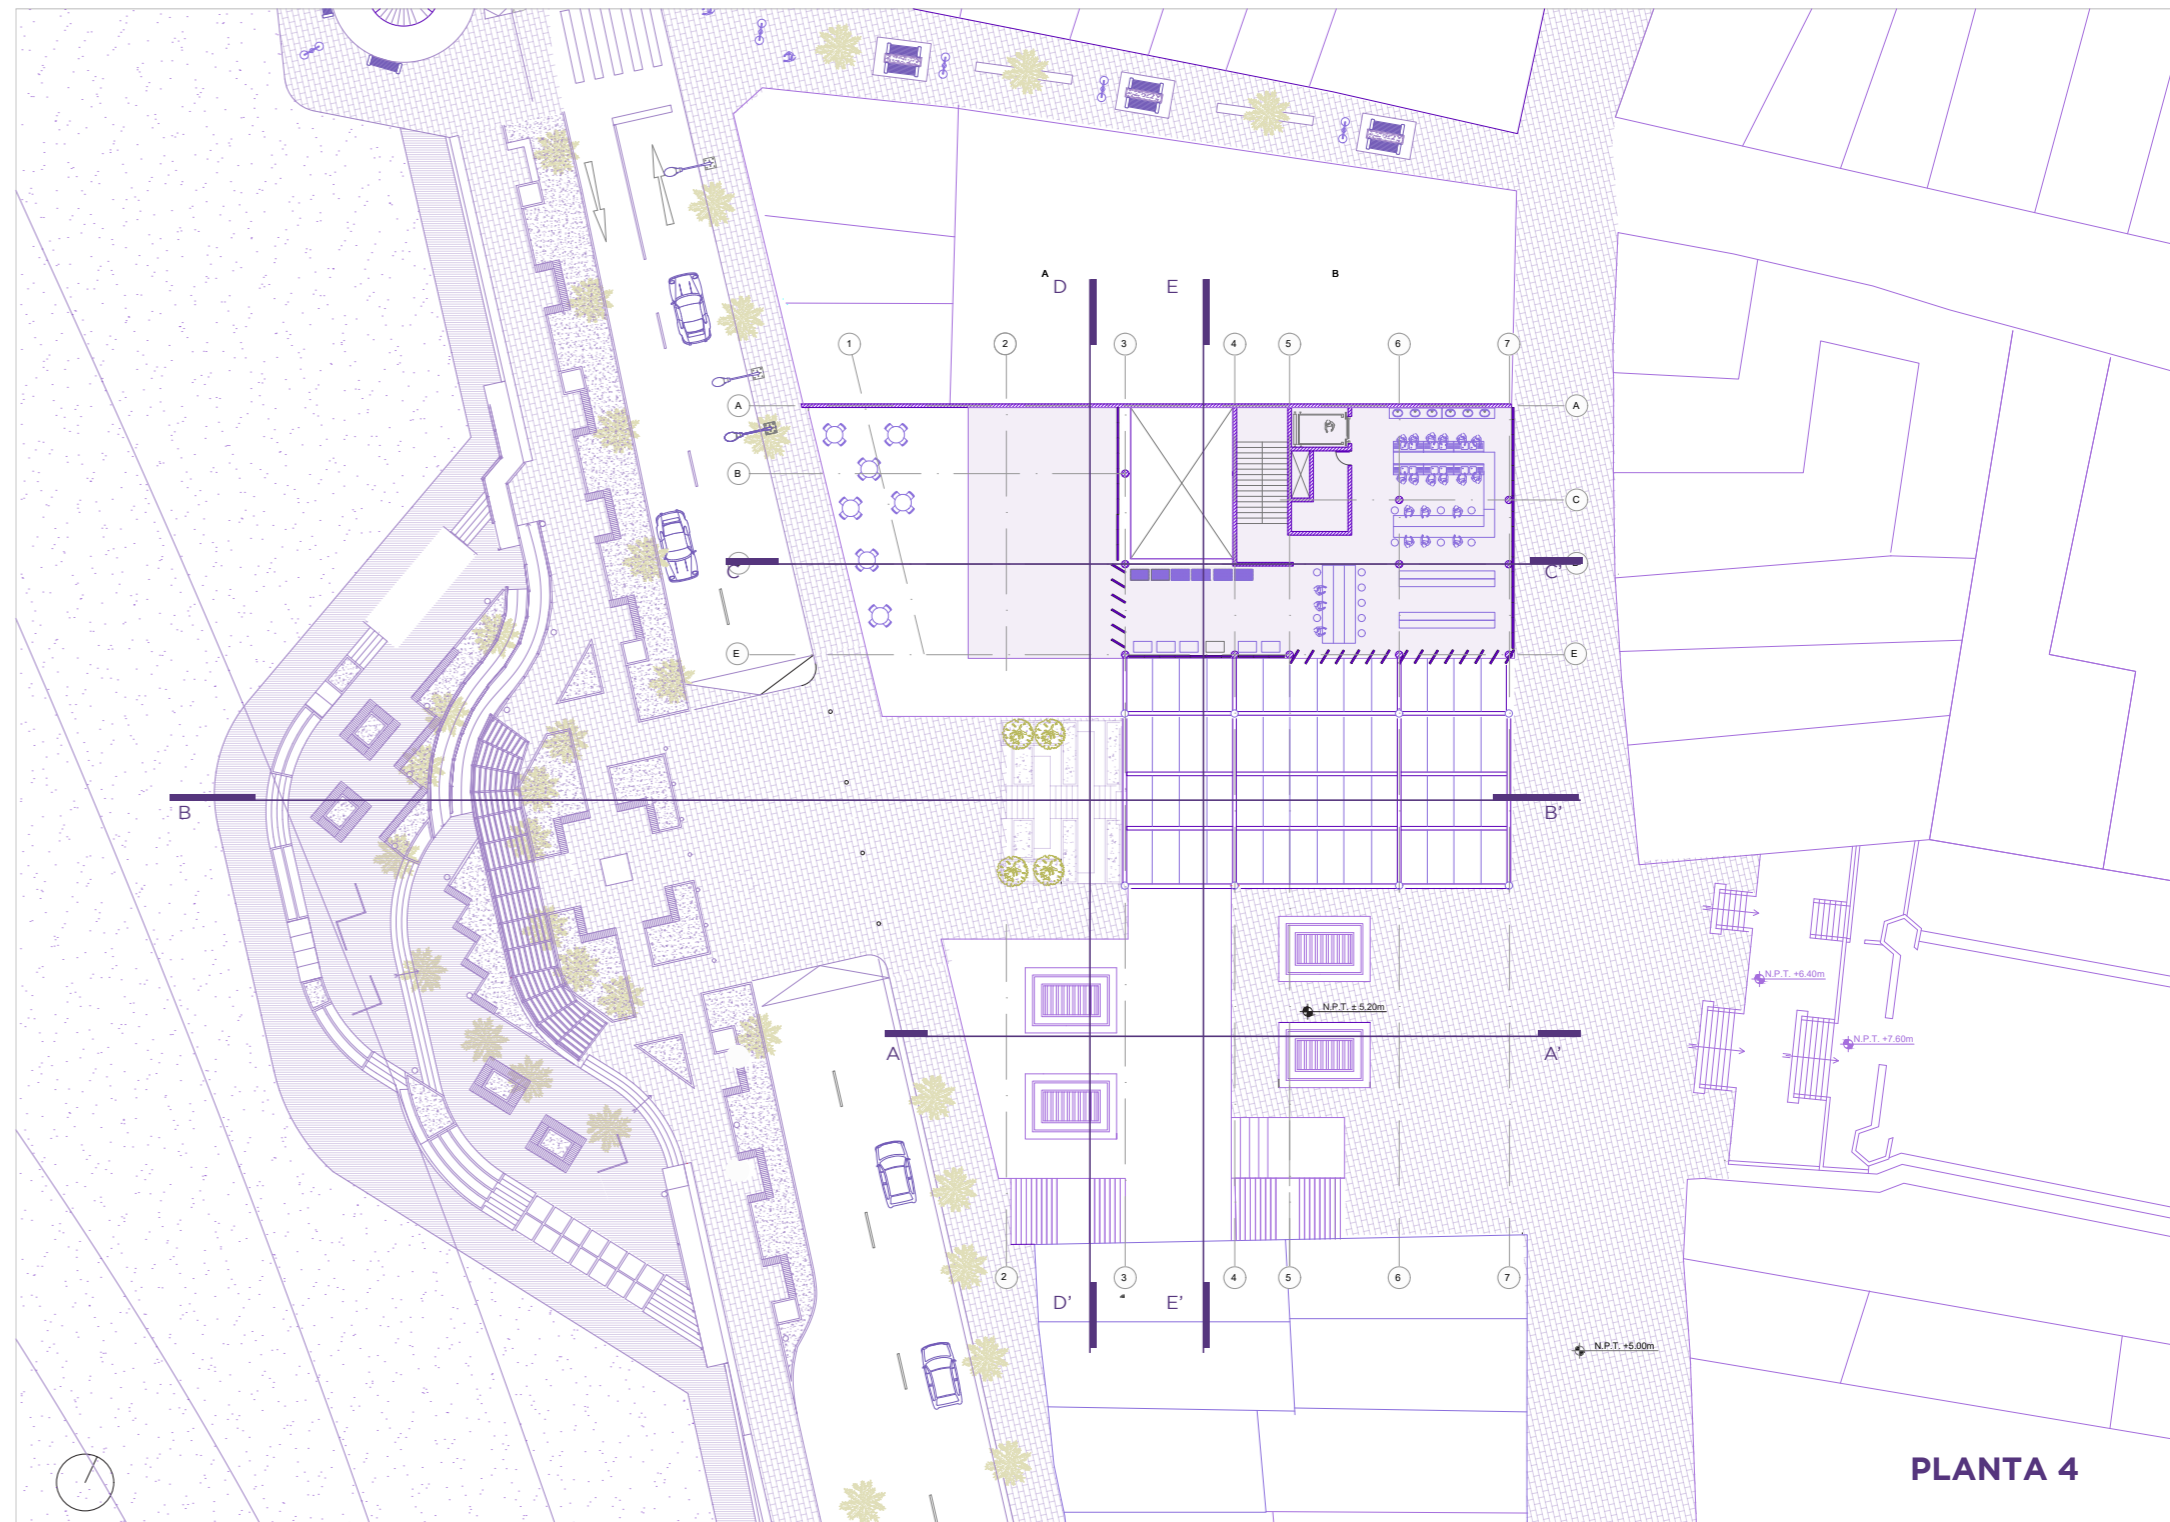 A B
D E
1 2 3 4 5 6 7
A A
B
C
C C'
E E
B B'
N.P.T. +6.40m
N.P.T. ± 5.20m
A A'
N.P.T. +7.60m
2 3 4 5 6 7
D' E'
N.P.T. +5.00m
PLANTA 4